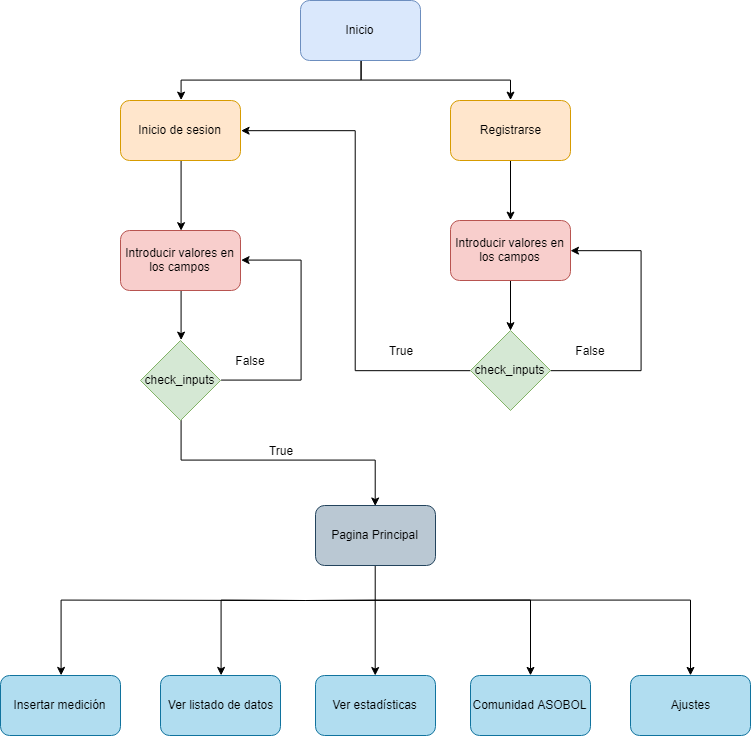 Inicio
Inicio de sesion
Registrarse
Introducir valores en
los campos
Introducir valores en
los campos
True
False
False
check_inputs
check_inputs
True
Pagina Principal
Insertar medición
Ver listado de datos
Ver estadísticas
Comunidad ASOBOL
Ajustes